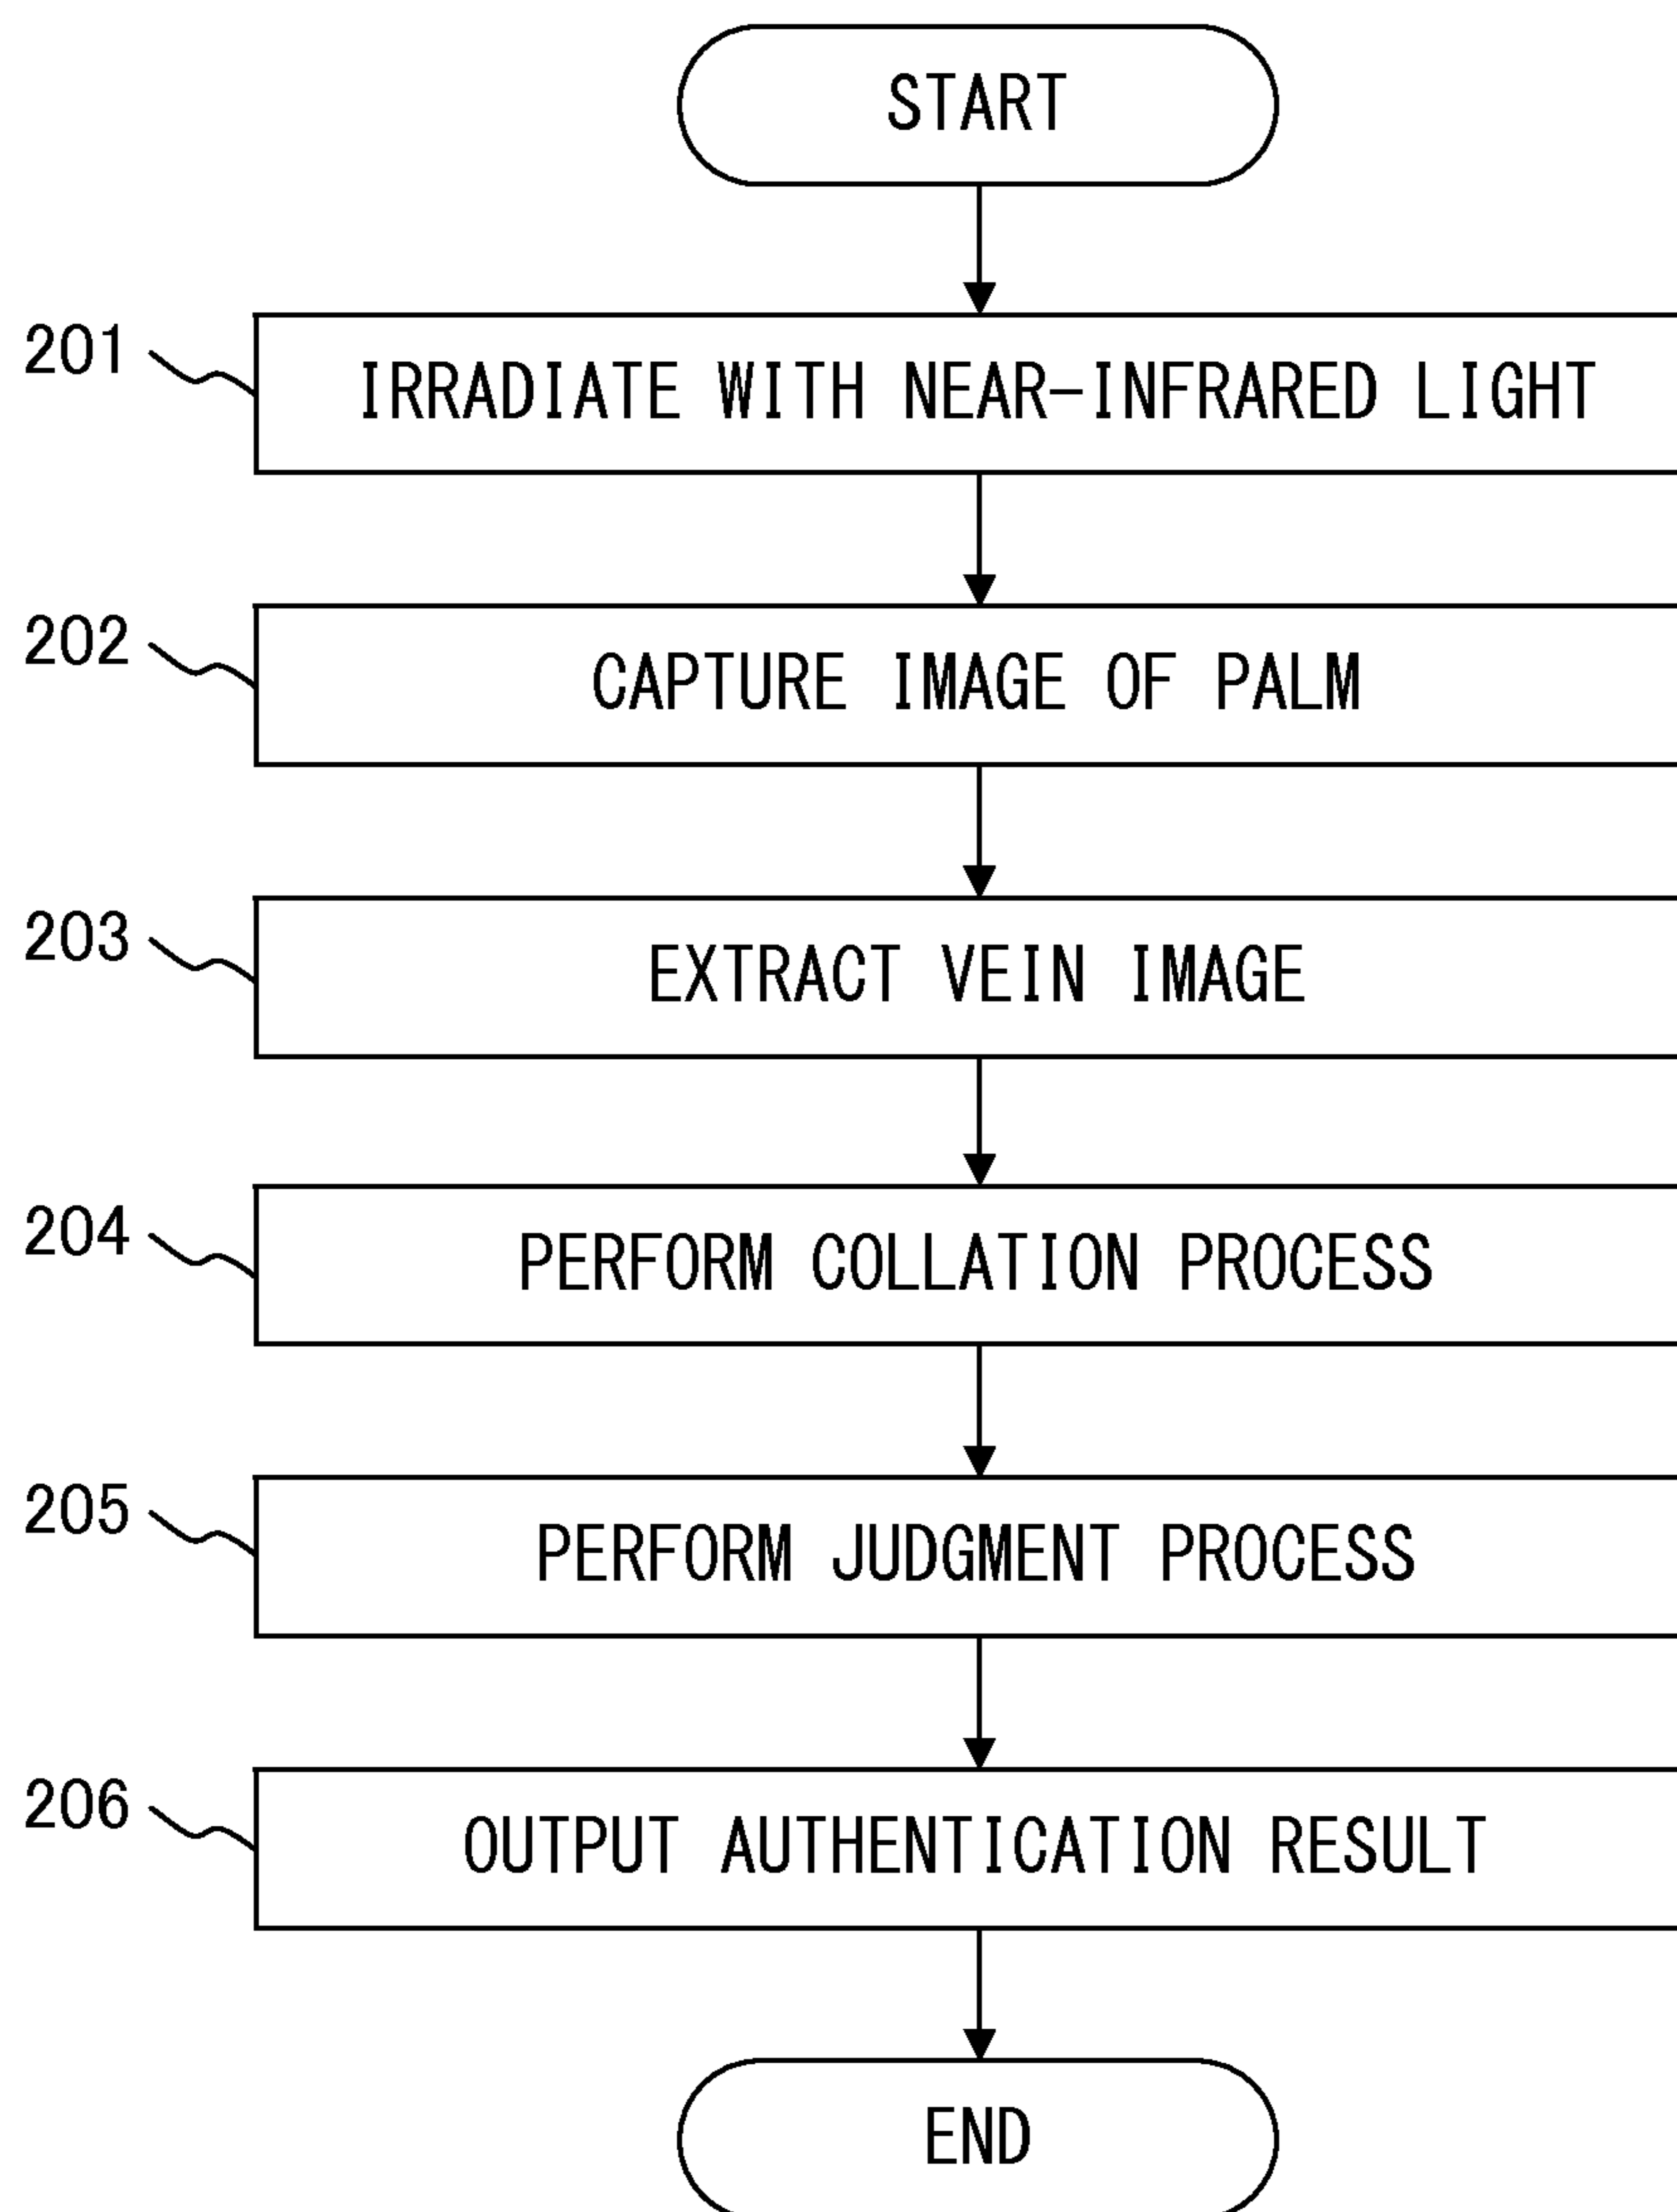 START
201
IRRADIATE WITH NEAR-INFRARED LIGHT
202
CAPTURE IMAGE OF PALM
203
EXTRACT VEIN IMAGE
204
PERFORM COLLATION PROCESS
205
PERFORM JUDGMENT PROCESS
206
OUTPUT AUTHENTICATION RESULT
END